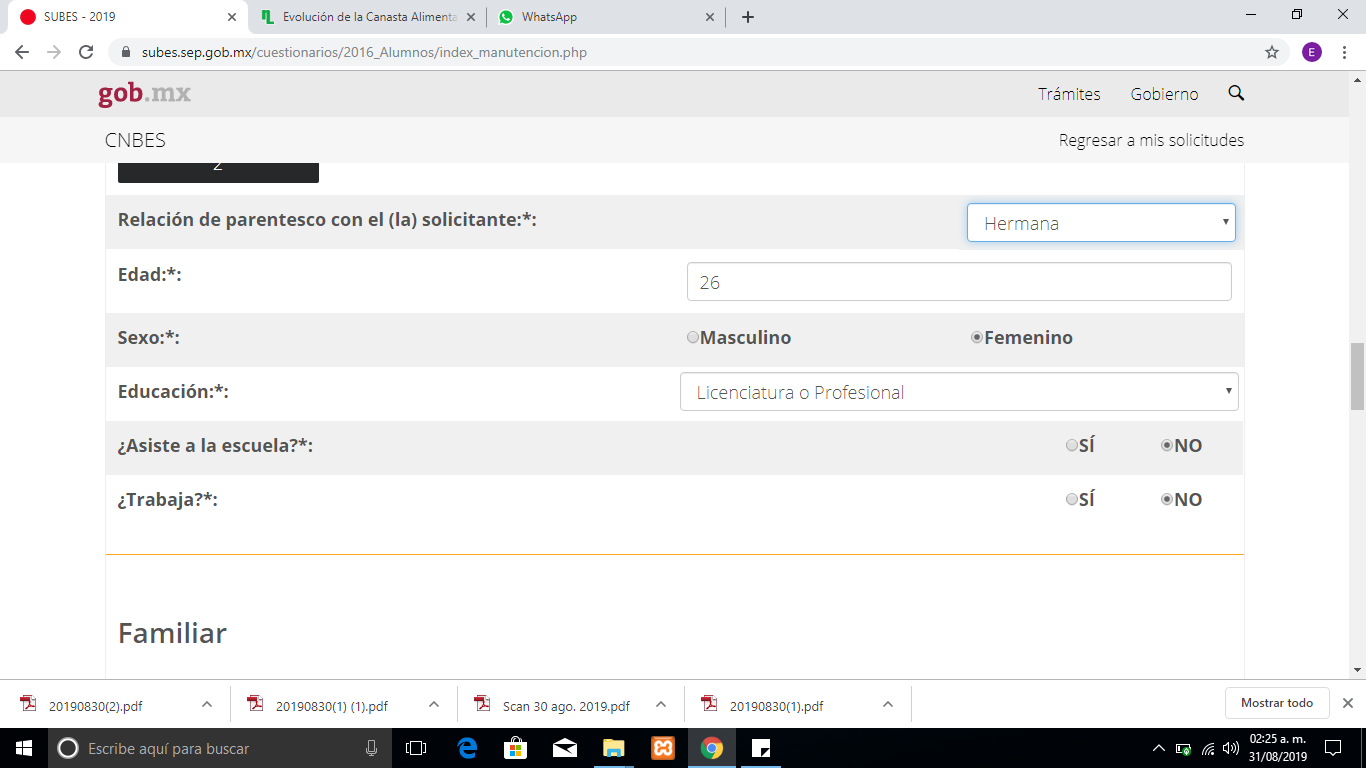 SUBES - 2019
Evolución de la Canasta Alimenta
WhatsApp
subes.sep.gob.mx/cuestionarios/2016_Alumnos/index_manutencion.php
E
gob.mx
Trámites
Gobierno
CNBES
Regresar a mis solicitudes
2
Relación de parentesco con el (la) solicitante:*:
Hermana
Edad:*:
26
Sexo:*:
Masculino
Femenino
Educación:*:
Licenciatura o Profesional
¿Asiste a la escuela?*:
SÍ
NO
¿Trabaja?*:
SÍ
NO
Familiar
20190830(2).pdf
20190830(1) (1).pdf
Scan 30 ago. 2019.pdf
20190830(1).pdf
Mostrar todo
Escribe aquí para buscar
02:25 a. m.
31/08/2019